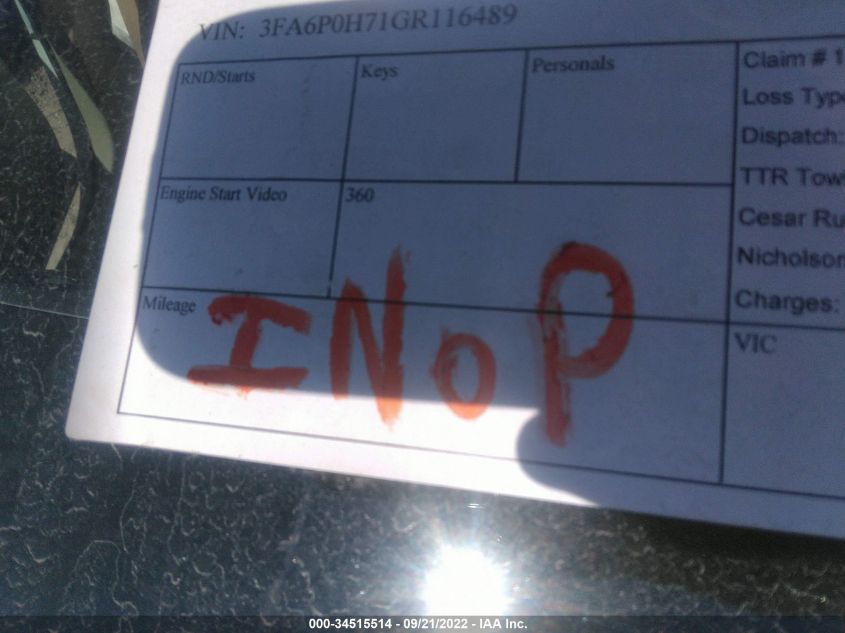 VIN: 3FA6P0H71GR116489
RND/Starts
Keys
Personals
Claim # 1
Loss Type
Dispatch:
TTR Tow
Cesar Ru
Nicholson
Charges:
Engine Start Video
360
Mileage
INoP
VIC
000-34515514 - 09/21/2022 - IAA Inc.